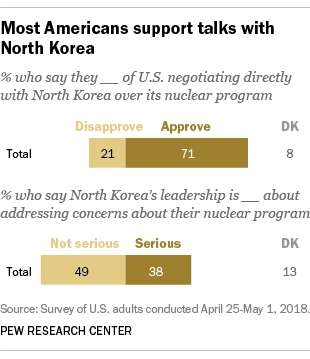 Most Americans support talks with
North Korea
% who say they __ of U.S. negotiating directly
with North Korea over its nuclear program
Disapprove Approve DK
Total 21 71 8
% who say North Korea's leadership is __ about
addressing concerns about their nuclear program
Not serious Serious DK
Total 49 38 13
Source: Survey of U.S. adults conducted April 25-May 1, 2018.
PEW RESEARCH CENTER